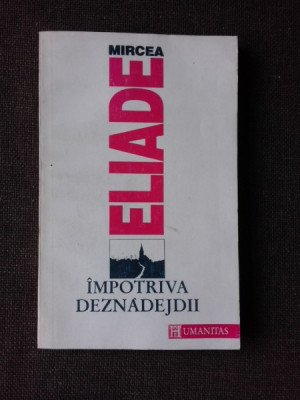 MIRCEA
ELIADE
ÎMPOTRIVA
DEZNĂDEJDII
HUMANITAS